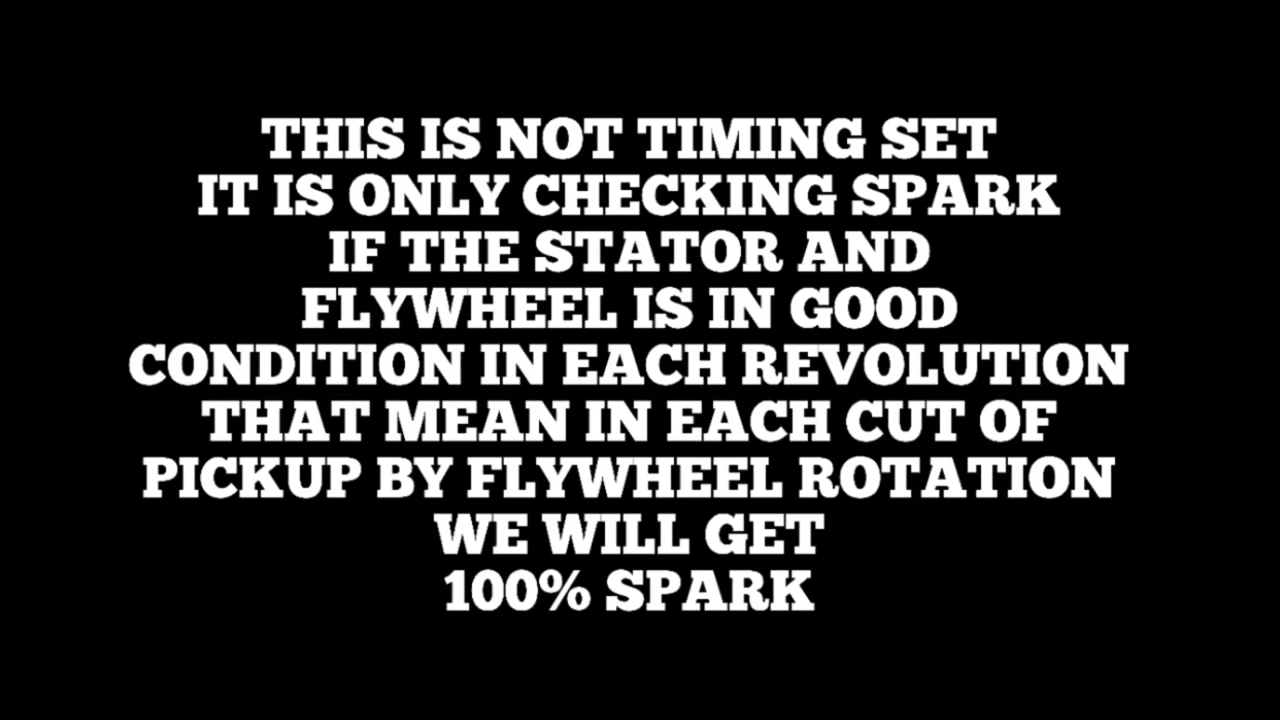 THIS IS NOT TIMING SET
IT IS ONLY CHECKING SPARK
IF THE STATOR AND
FLYWHEEL IS IN GOOD
CONDITION IN EACH REVOLUTION
THAT MEAN IN EACH CUT OF
PICKUP BY FLYWHEEL ROTATION
WE WILL GET
100% SPARK